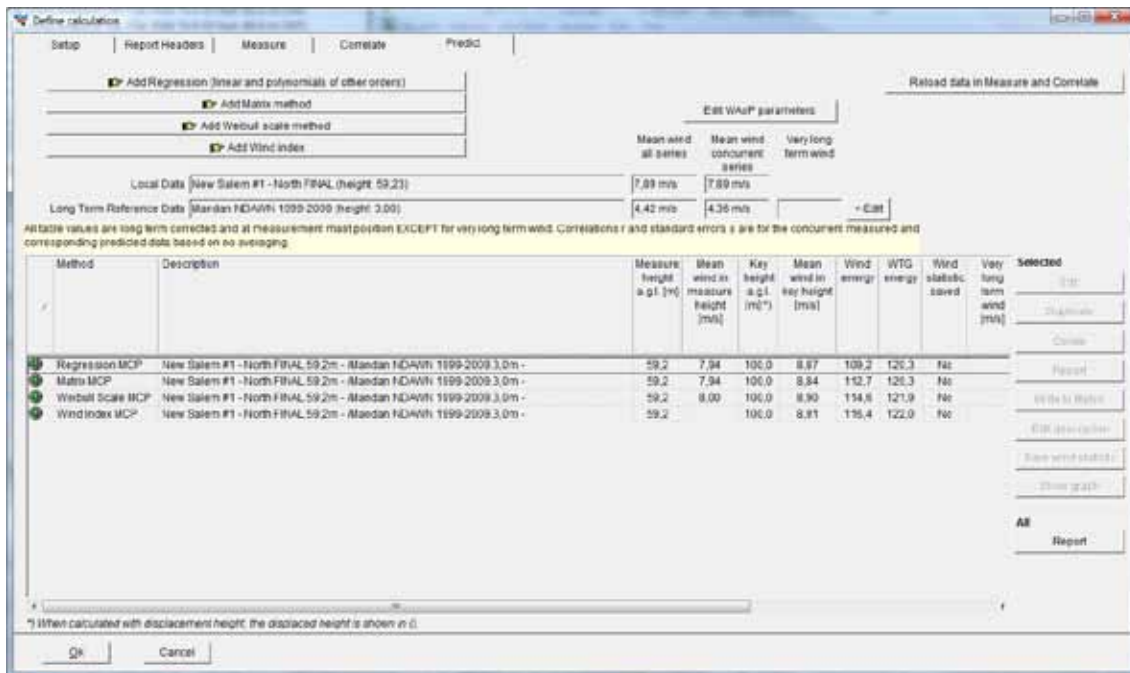 Define calculation
Setup Report Headers Measure Correlate Predict
Add Regression (linear and polynomials of other orders)
Reload data in Measure and Correlate
Add Matrix method
Edit WAsP parameters
Add Weibull scale method
Add Wind index
Mean wind all series
Mean wind concurrent series
Very long term wind
Local Data New Salem #1 - North FINAL (height: 59,23) 7,89 m/s 7,89 m/s
Long Term Reference Data Mandan NDAWN 1999-2009 (height: 3,00) 4,42 m/s 4,36 m/s Edit
All table values are long term corrected and at measurement mast position EXCEPT for very long term wind. Correlations r and standard errors s are for the concurrent measured and
corresponding predicted data based on no averaging.
Method Description
Measure height a.g.l. [m]
Mean wind in measure height [m/s]
Key height a.g.l. [m]*)
Mean wind in key height [m/s]
Wind energy
WTG energy
Wind statistic saved
Very long term wind [m/s]
Selected
Edit
Duplicate
Delete
Report
Edit description
Save wind statistic
Show graph
Regression MCP New Salem #1 - North FINAL 59,2m - Mandan NDAWN 1999-2009 3,0m - 59,2 7,94 100,0 8,87 109,2 120,3 No
Matrix MCP New Salem #1 - North FINAL 59,2m - Mandan NDAWN 1999-2009 3,0m - 59,2 7,94 100,0 8,84 112,7 120,3 No
Weibull Scale MCP New Salem #1 - North FINAL 59,2m - Mandan NDAWN 1999-2009 3,0m - 59,2 8,00 100,0 8,90 114,6 121,9 No
Wind Index MCP New Salem #1 - North FINAL 59,2m - Mandan NDAWN 1999-2009 3,0m - 59,2 100,0 8,91 116,4 122,0 No
All
Report
*) When calculated with displacement height, the displaced height is shown in ().
Ok Cancel